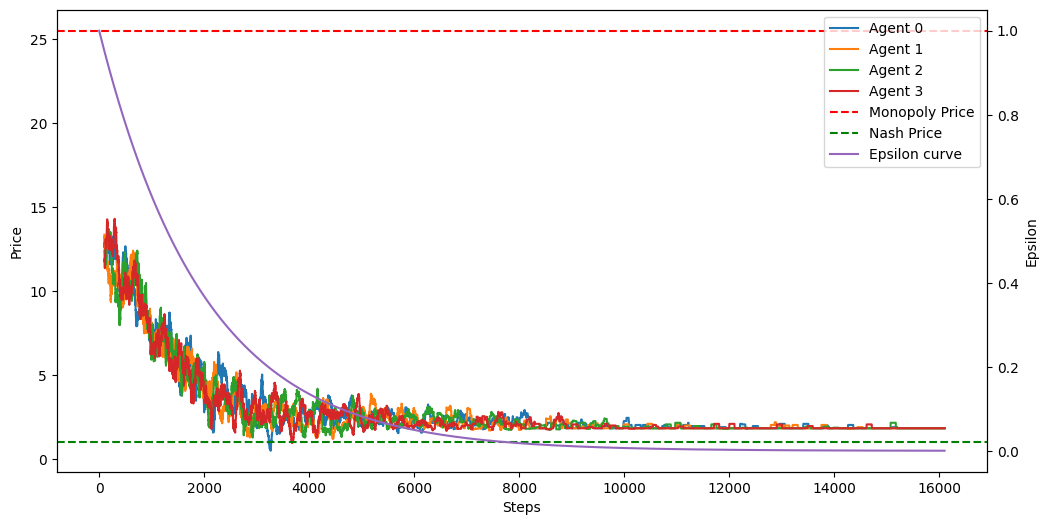 Agent 0
Agent 1
Agent 2
Agent 3
Monopoly Price
Nash Price
Epsilon curve
Price
25
20
15
10
5
0
Epsilon
1.0
0.8
0.6
0.4
0.2
0.0
0 2000 4000 6000 8000 10000 12000 14000 16000
Steps